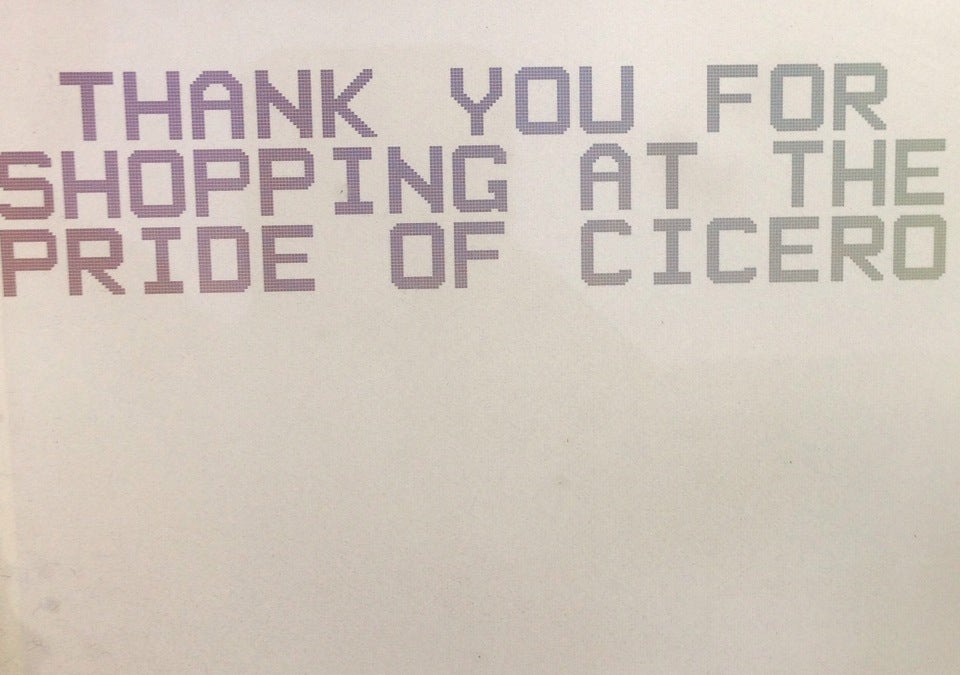 THANK YOU FOR
SHOPPING AT THE
PRIDE OF CICERO